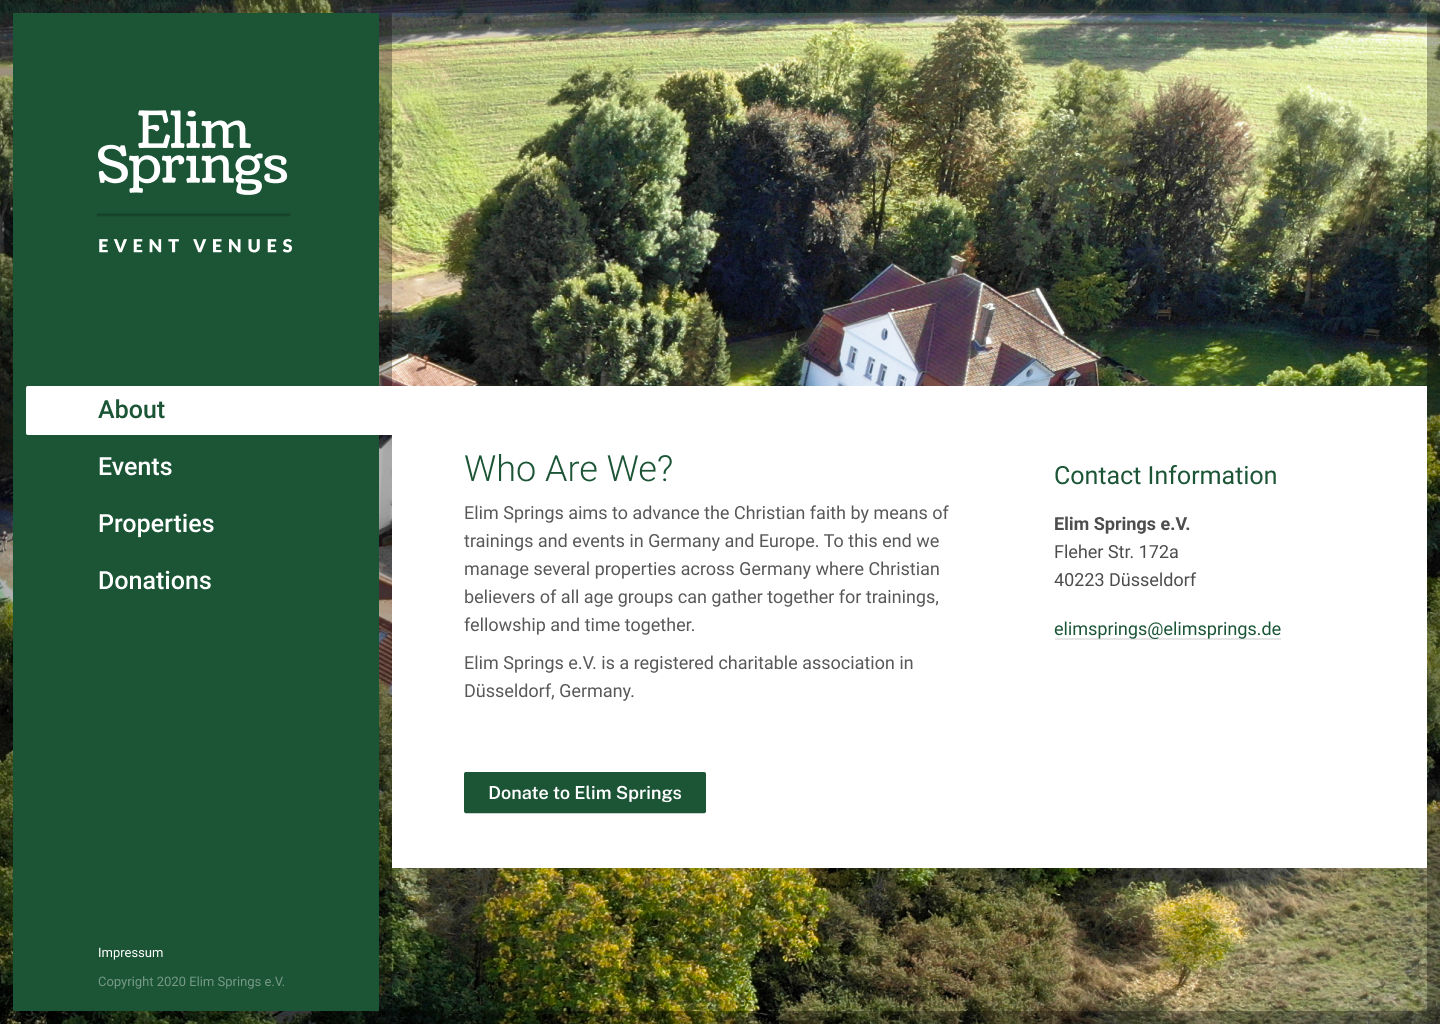 Elim
Springs
EVENT VENUES
About
Events
Properties
Donations
Impressum
Copyright 2020 Elim Springs e.V.
Who Are We?
Elim Springs aims to advance the Christian faith by means of
trainings and events in Germany and Europe. To this end we
manage several properties across Germany where Christian
believers of all age groups can gather together for trainings,
fellowship and time together.
Elim Springs e.V. is a registered charitable association in
Düsseldorf, Germany.
Donate to Elim Springs
Contact Information
Elim Springs e.V.
Fleher Str. 172a
40223 Düsseldorf
elimsprings@elimsprings.de